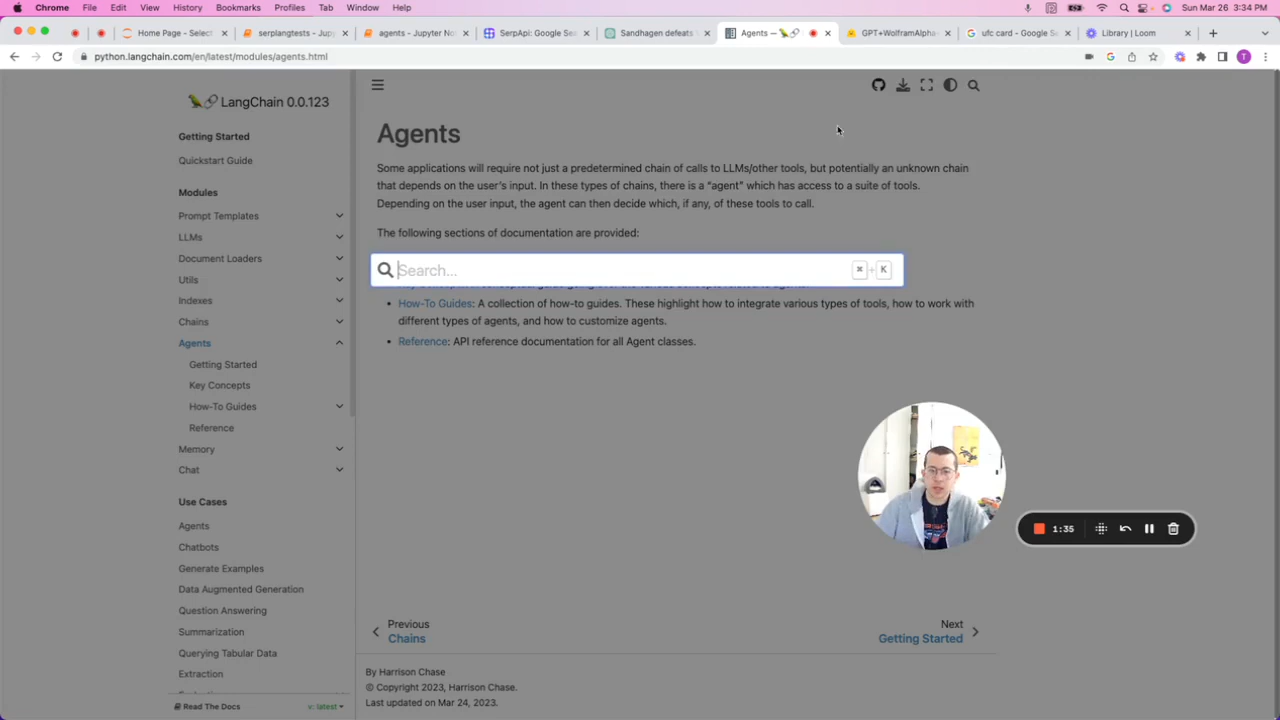 Chrome File Edit View History Bookmarks Profiles Tab Window Help Sun Mar 26 3:34 PM
Home Page - Select serplangtests - Jup agents - Jupyter No SerpApi: Google Sea Sandhagen defeats Agents — GPT+WolframAlpha ufc card - Google S Library | Loom
python.langchain.com/en/latest/modules/agents.html T
LangChain 0.0.123
Getting Started
Quickstart Guide
Modules
Prompt Templates
LLMs
Document Loaders
Utils
Indexes
Chains
Agents
Getting Started
Key Concepts
How-To Guides
Reference
Memory
Chat
Use Cases
Agents
Chatbots
Generate Examples
Data Augmented Generation
Question Answering
Summarization
Querying Tabular Data
Extraction
Read The Docs v: latest
Agents
Some applications will require not just a predetermined chain of calls to LLMs/other tools, but potentially an unknown chain
that depends on the user's input. In these types of chains, there is a "agent" which has access to a suite of tools.
Depending on the user input, the agent can then decide which, if any, of these tools to call.
The following sections of documentation are provided:
Search... ⌘ + K
• How-To Guides: A collection of how-to guides. These highlight how to integrate various types of tools, how to work with
different types of agents, and how to customize agents.
• Reference: API reference documentation for all Agent classes.
1:35
Previous
Chains
Next
Getting Started
By Harrison Chase
© Copyright 2023, Harrison Chase.
Last updated on Mar 24, 2023.